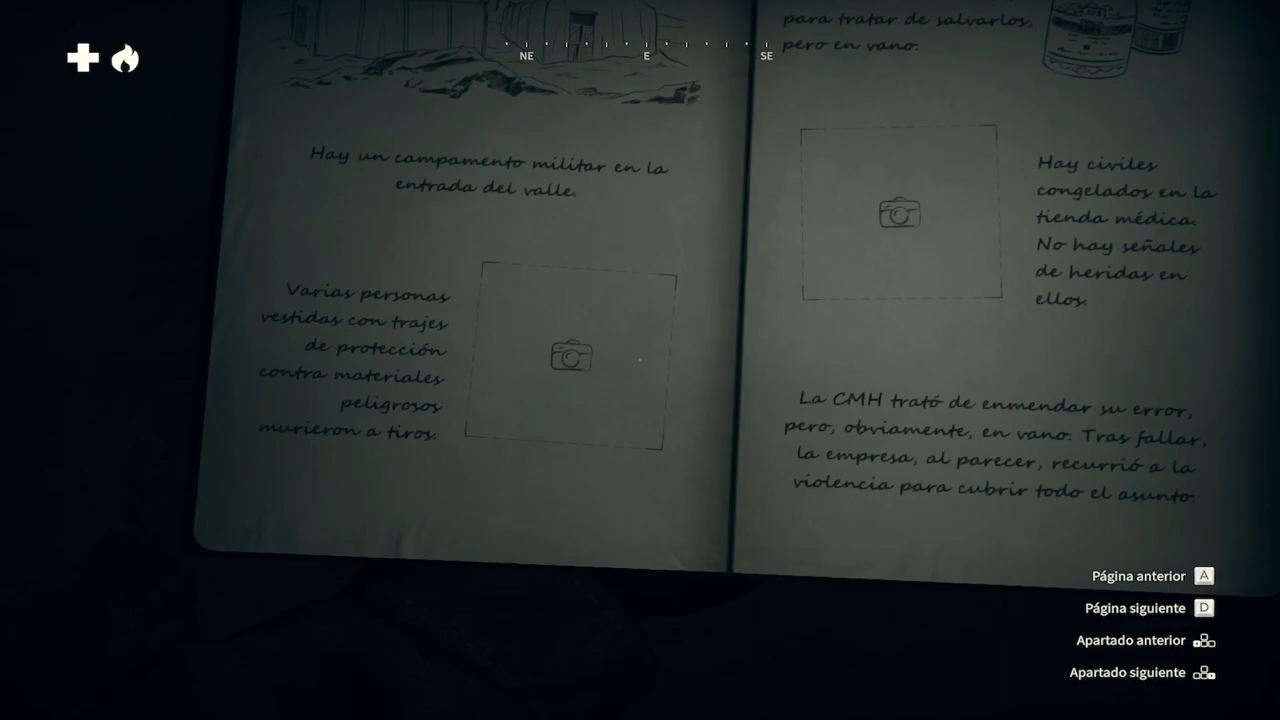 NE
E
SE
Hay un campamento militar en la
entrada del valle.
Varias personas
vestidas con trajes
de protección
contra materiales
peligrosos
murieron a tiros.
para tratar de salvarlos,
pero en vano.
Hay civiles
congelados en la
tienda médica.
No hay señales
de heridas en
ellos.
La CMH trató de enmendar su error,
pero, obviamente, en vano. Tras fallar,
la empresa, al parecer, recurrió a la
violencia para cubrir todo el asunto.
Página anterior A
Página siguiente D
Apartado anterior
Apartado siguiente